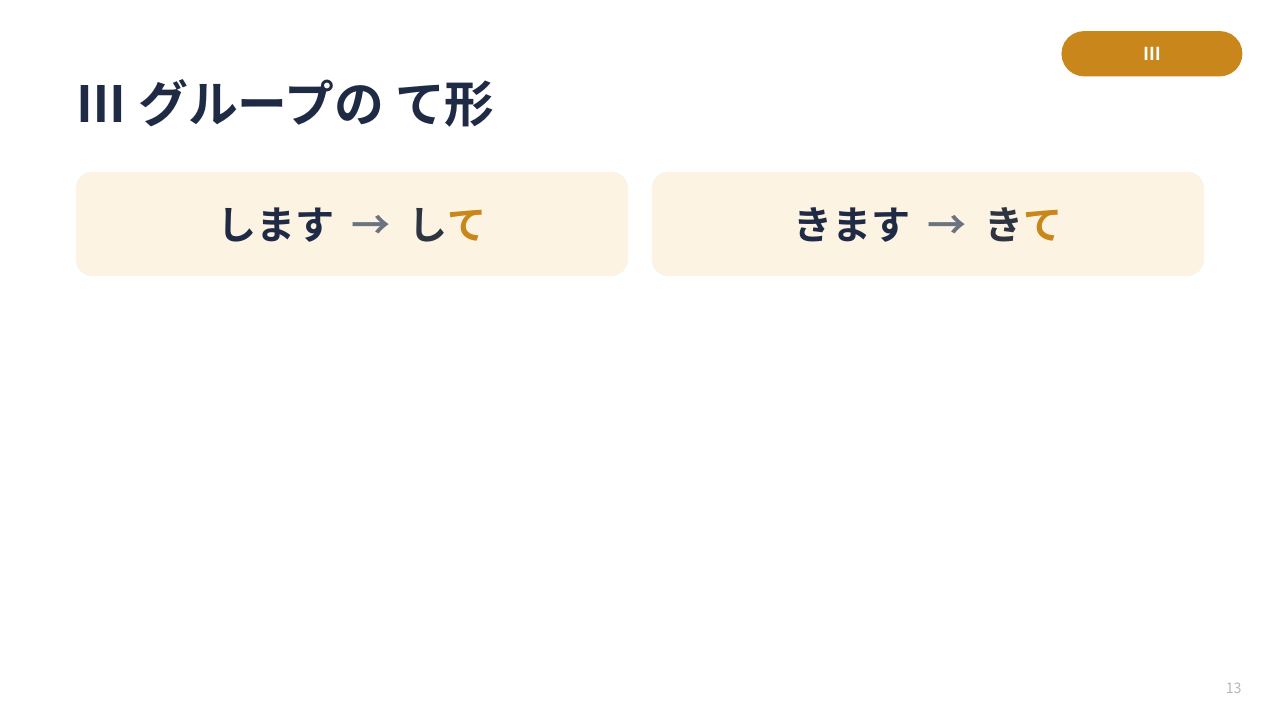 III
III グループの て形
します → して
きます → きて
13